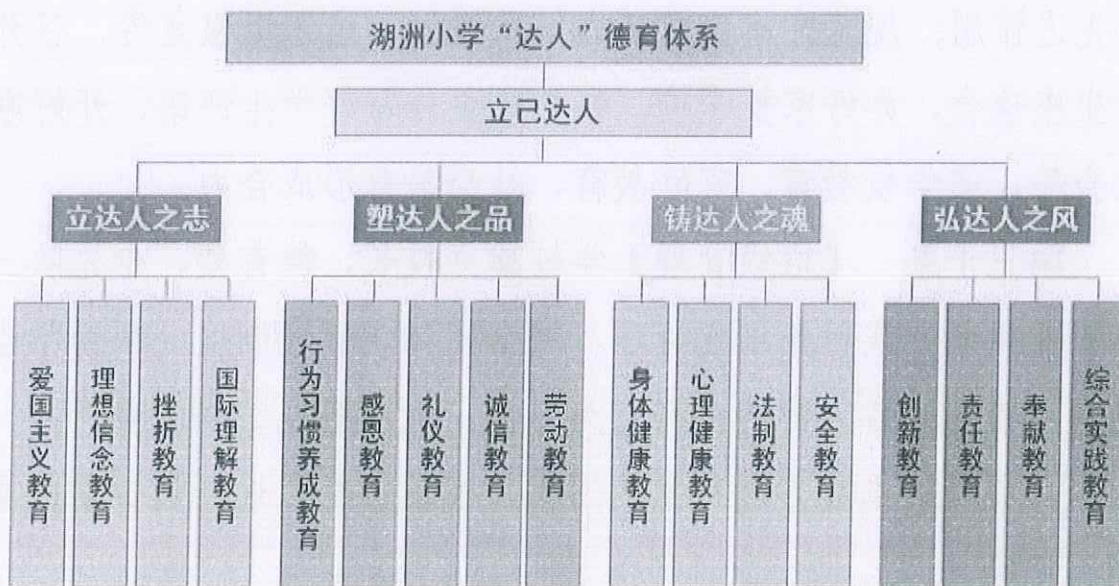 湖洲小学“达人”德育体系
立己达人
立达人之志
塑达人之品
铸达人之魂
弘达人之风
爱国主义教育
理想信念教育
挫折教育
国际理解教育
行为习惯养成教育
感恩教育
礼仪教育
诚信教育
劳动教育
身体健康教育
心理健康教育
法制教育
安全教育
创新教育
责任教育
奉献教育
综合实践教育